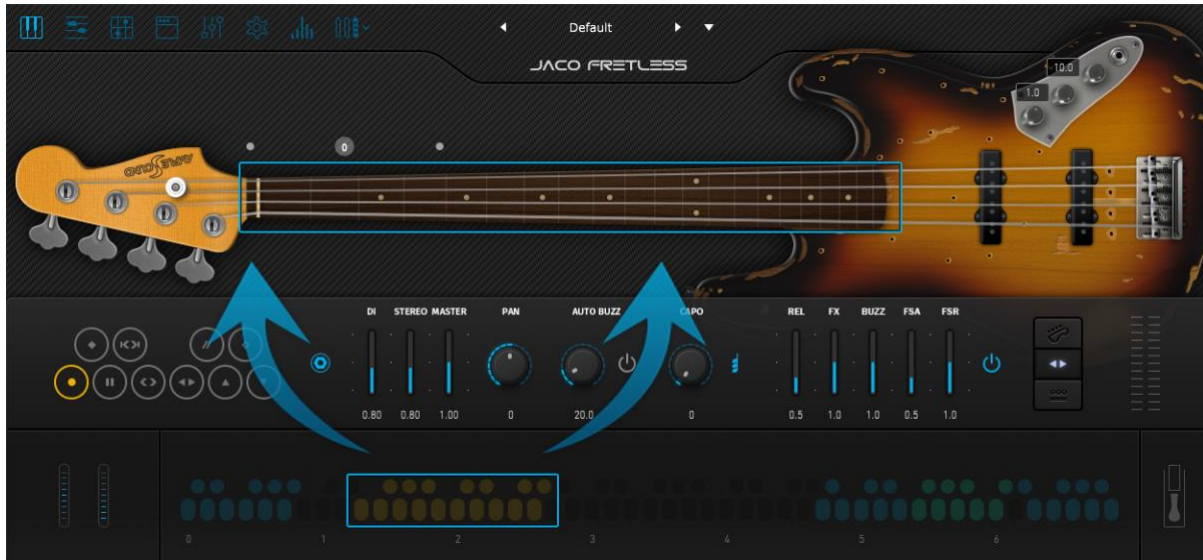 Default
JACO FRETLESS
10.0
1.0
0
AMPLE SOUND
DI STEREO MASTER PAN AUTO BUZZ CAPO REL FX BUZZ FSA FSR
0.80 0.80 1.00 0 20.0 0 0.5 1.0 1.0 0.5 1.0
0 1 2 3 4 5 6